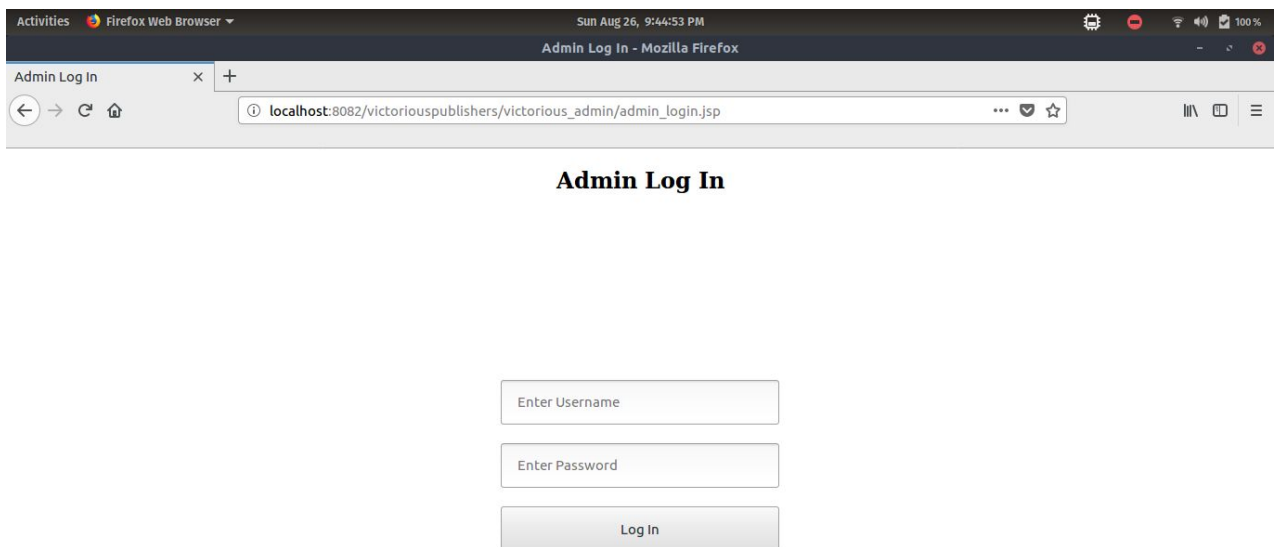 Activities Firefox Web Browser Sun Aug 26, 9:44:53 PM 100 %
Admin Log In - Mozilla Firefox
Admin Log In
localhost:8082/victoriouspublishers/victorious_admin/admin_login.jsp
Admin Log In
Enter Username
Enter Password
Log In